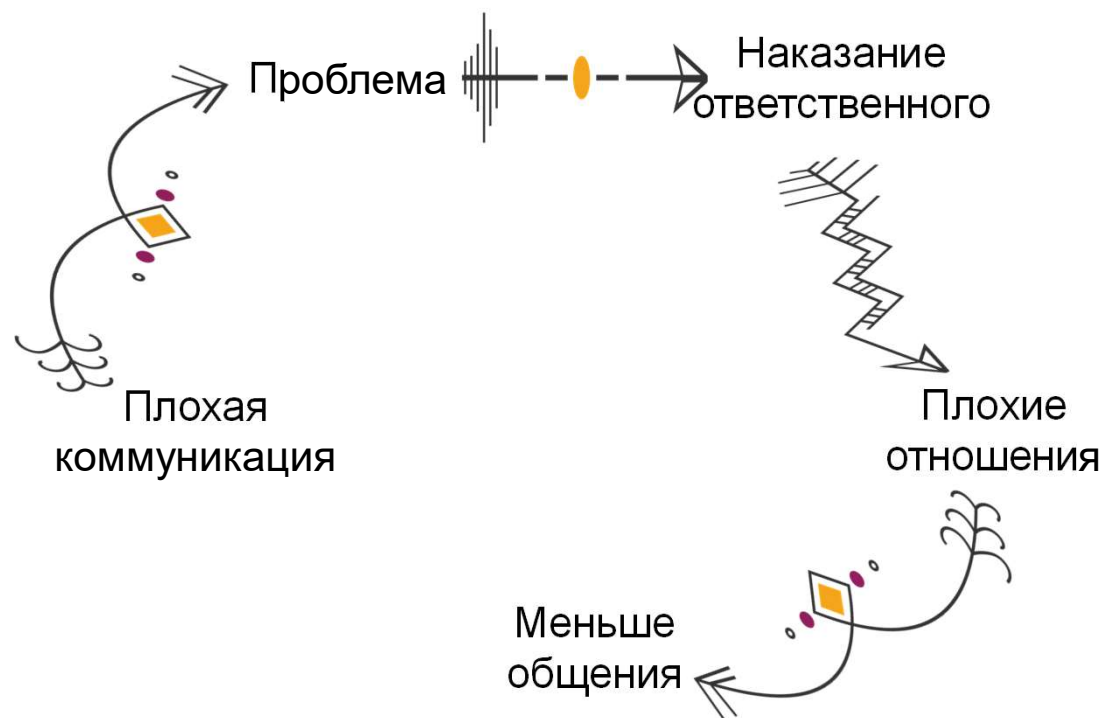 Проблема
Наказание
ответственного
Плохие
отношения
Меньше
общения
Плохая
коммуникация